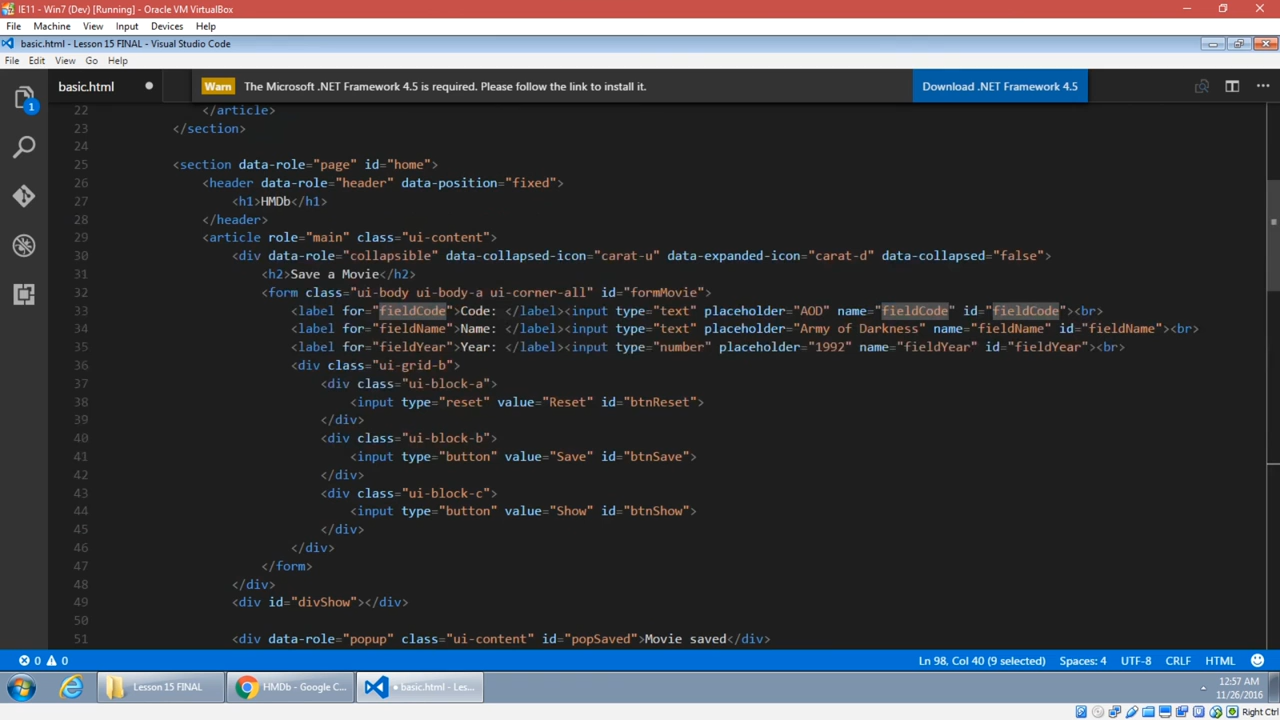 IE11 - Win7 (Dev) [Running] - Oracle VM VirtualBox
File Machine View Input Devices Help
basic.html - Lesson 15 FINAL - Visual Studio Code
File Edit View Go Help
basic.html
Warn The Microsoft .NET Framework 4.5 is required. Please follow the link to install it. Download .NET Framework 4.5
1
22 </article>
23 </section>
24
25 <section data-role="page" id="home">
26 <header data-role="header" data-position="fixed">
27 <h1>HMDb</h1>
28 </header>
29 <article role="main" class="ui-content">
30 <div data-role="collapsible" data-collapsed-icon="carat-u" data-expanded-icon="carat-d" data-collapsed="false">
31 <h2>Save a Movie</h2>
32 <form class="ui-body ui-body-a ui-corner-all" id="formMovie">
33 <label for="fieldCode">Code: </label><input type="text" placeholder="AOD" name="fieldCode" id="fieldCode"><br>
34 <label for="fieldName">Name: </label><input type="text" placeholder="Army of Darkness" name="fieldName" id="fieldName"><br>
35 <label for="fieldYear">Year: </label><input type="number" placeholder="1992" name="fieldYear" id="fieldYear"><br>
36 <div class="ui-grid-b">
37 <div class="ui-block-a">
38 <input type="reset" value="Reset" id="btnReset">
39 </div>
40 <div class="ui-block-b">
41 <input type="button" value="Save" id="btnSave">
42 </div>
43 <div class="ui-block-c">
44 <input type="button" value="Show" id="btnShow">
45 </div>
46 </div>
47 </form>
48 </div>
49 <div id="divShow"></div>
50
51 <div data-role="popup" class="ui-content" id="popSaved">Movie saved</div>
0 0 Ln 98, Col 40 (9 selected) Spaces: 4 UTF-8 CRLF HTML
Lesson 15 FINAL HMDb - Google C... • basic.html - Les... 12:57 AM
11/26/2016
Right Ctrl